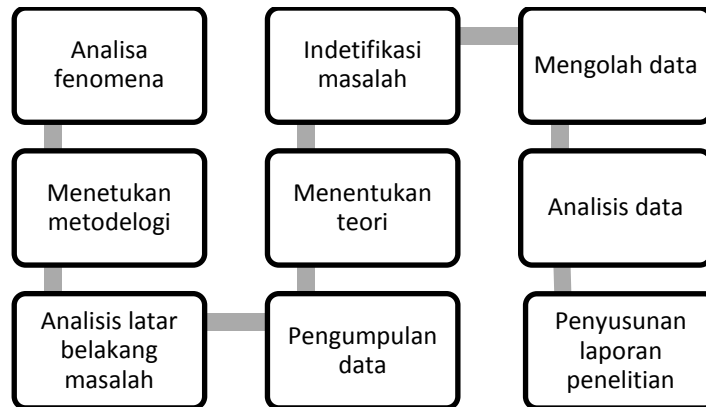 Analisa
fenomena
Menetukan
metodelogi
Analisis latar
belakang
masalah
Pengumpulan
data
Menentukan
teori
Indetifikasi
masalah
Mengolah data
Analisis data
Penyusunan
laporan
penelitian